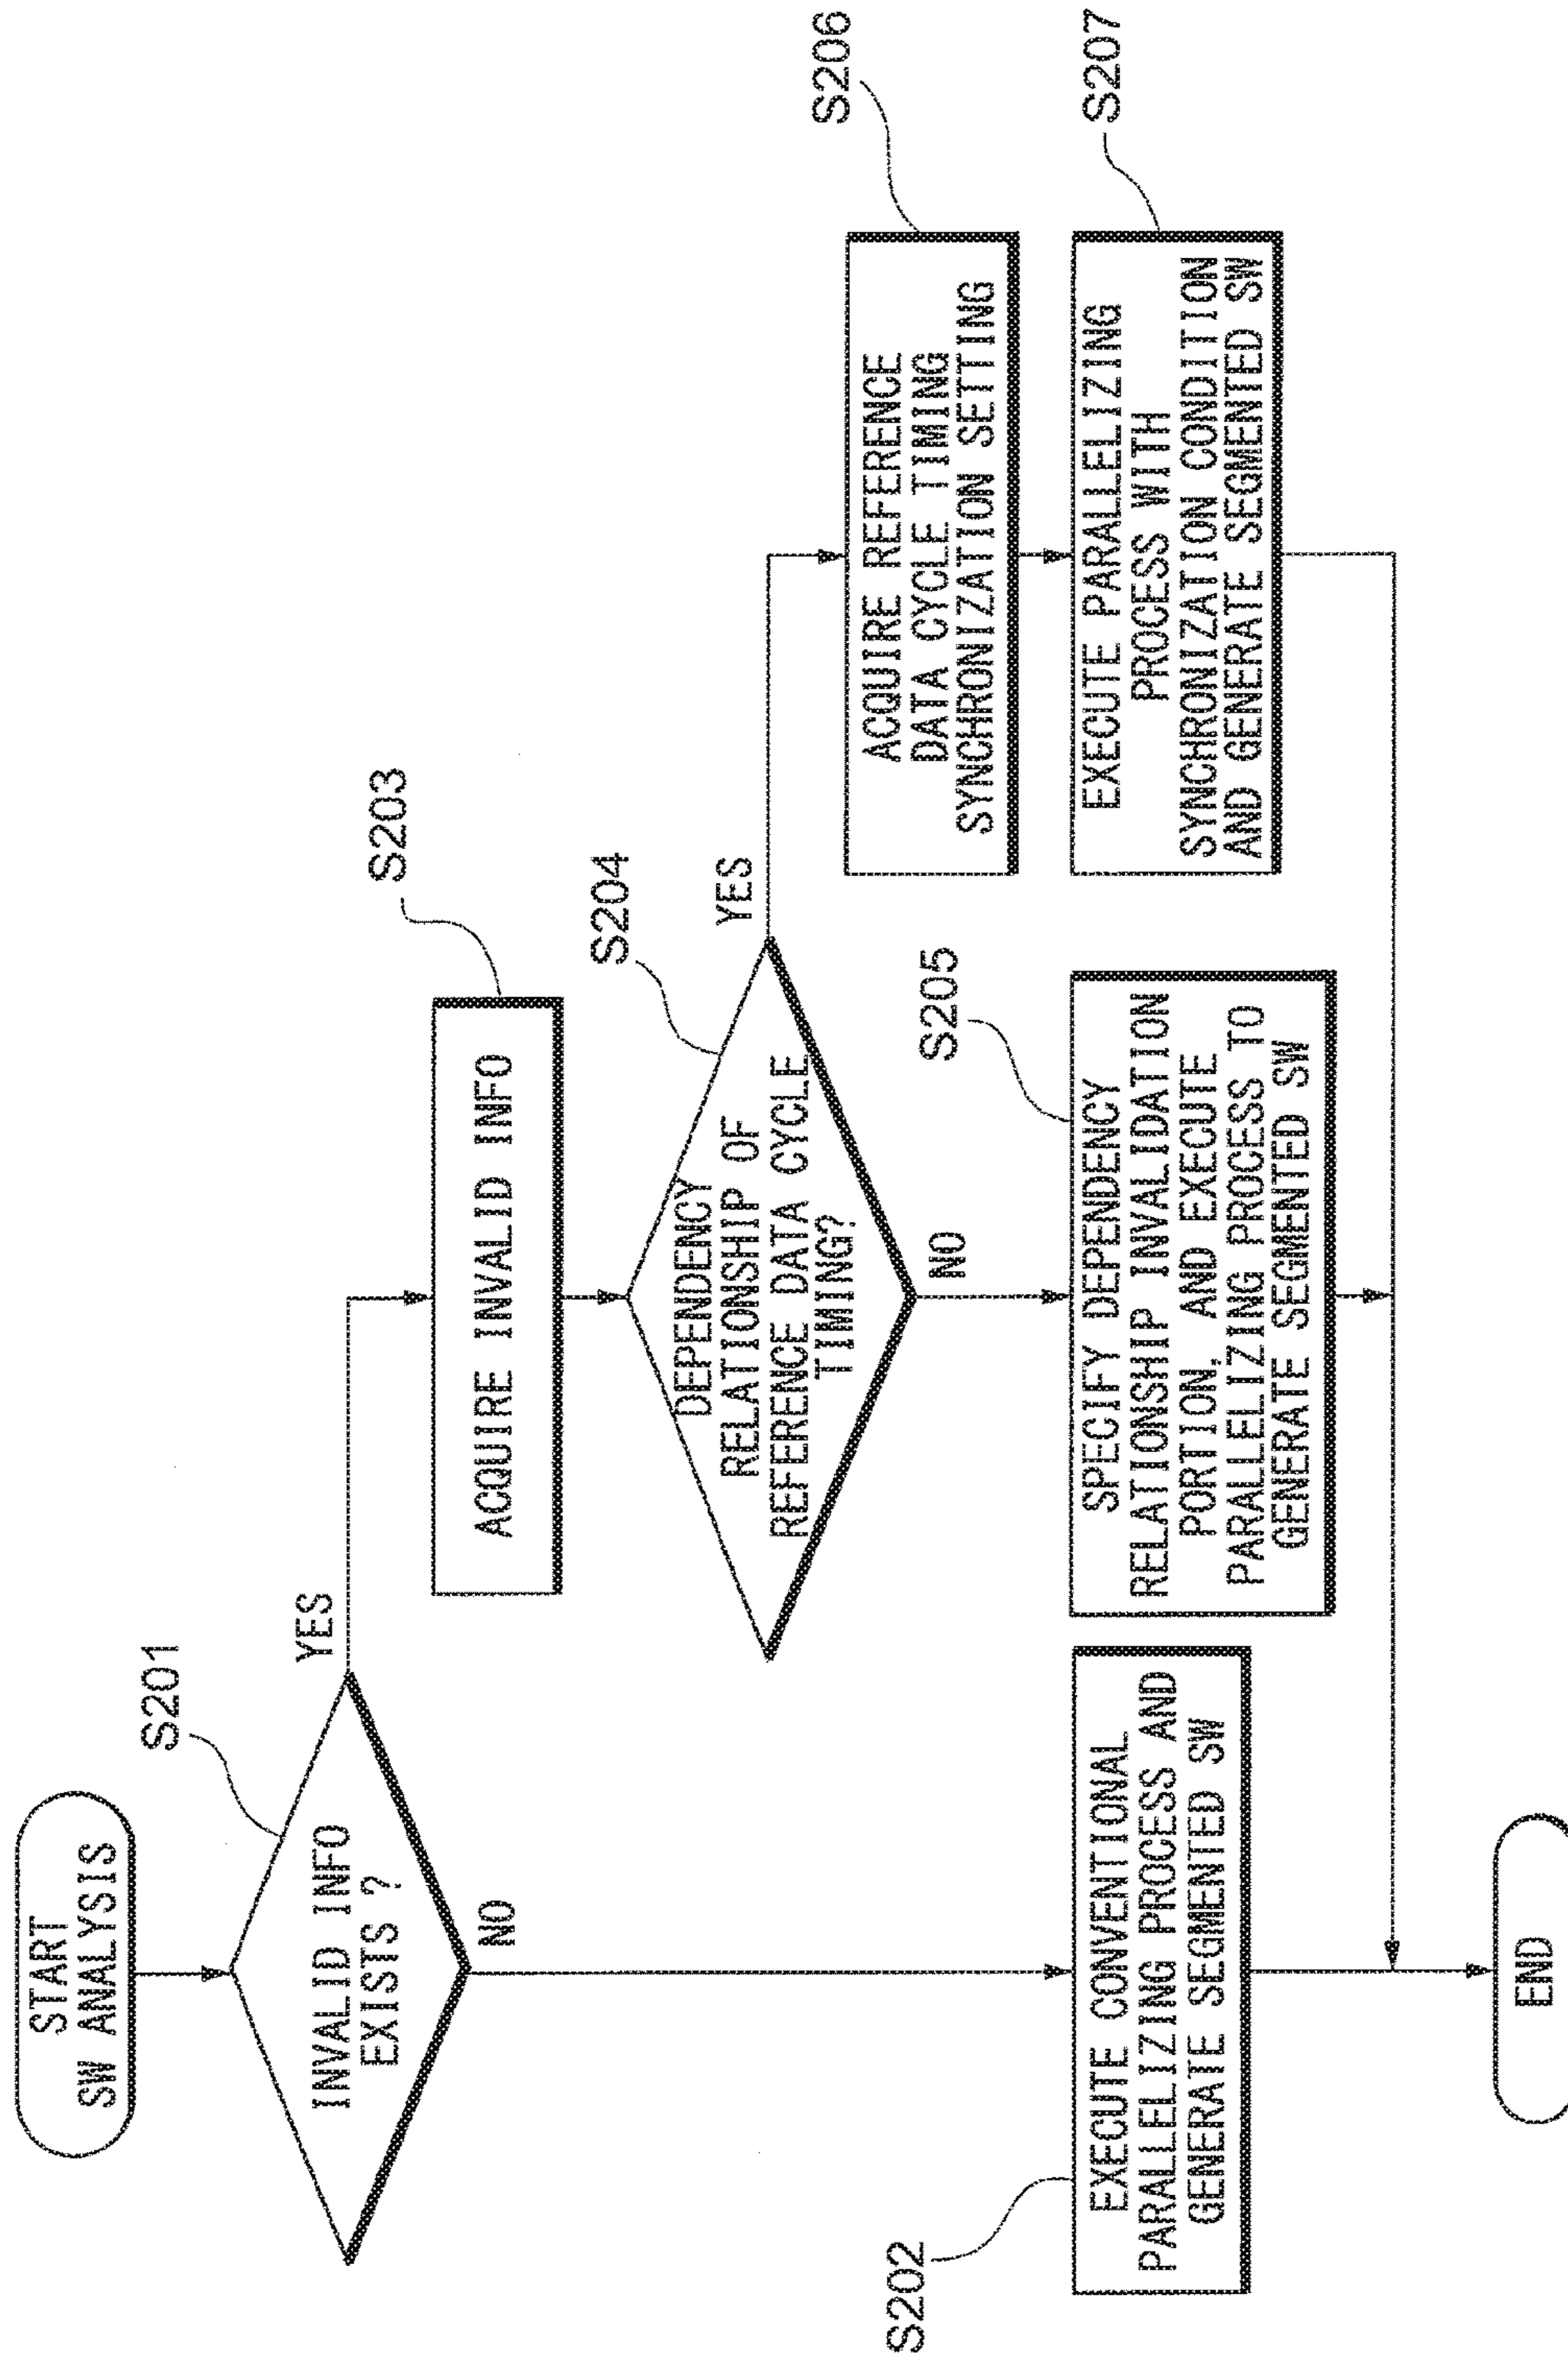 START
SW ANALYSIS
S201
INVALID INFO
EXISTS ?
YES
NO
S203
ACQUIRE INVALID INFO
S204
DEPENDENCY
RELATIONSHIP OF
REFERENCE DATA CYCLE
TIMING?
YES
NO
S206
ACQUIRE REFERENCE
DATA CYCLE TIMING
SYNCHRONIZATION SETTING
S202
EXECUTE CONVENTIONAL
PARALLELIZING PROCESS AND
GENERATE SEGMENTED SW
S205
SPECIFY DEPENDENCY
RELATIONSHIP INVALIDATION
PORTION, AND EXECUTE
PARALLELIZING PROCESS TO
GENERATE SEGMENTED SW
S207
EXECUTE PARALLELIZING
PROCESS WITH
SYNCHRONIZATION CONDITION
AND GENERATE SEGMENTED SW
END